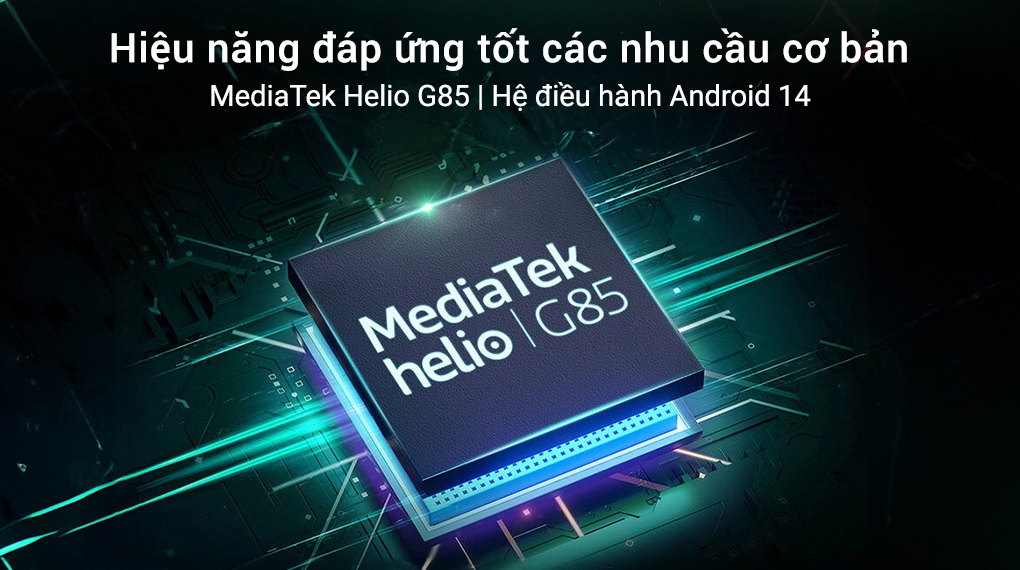 Hiệu năng đáp ứng tốt các nhu cầu cơ bản
MediaTek Helio G85 | Hệ điều hành Android 14
MediaTek
helio | G85